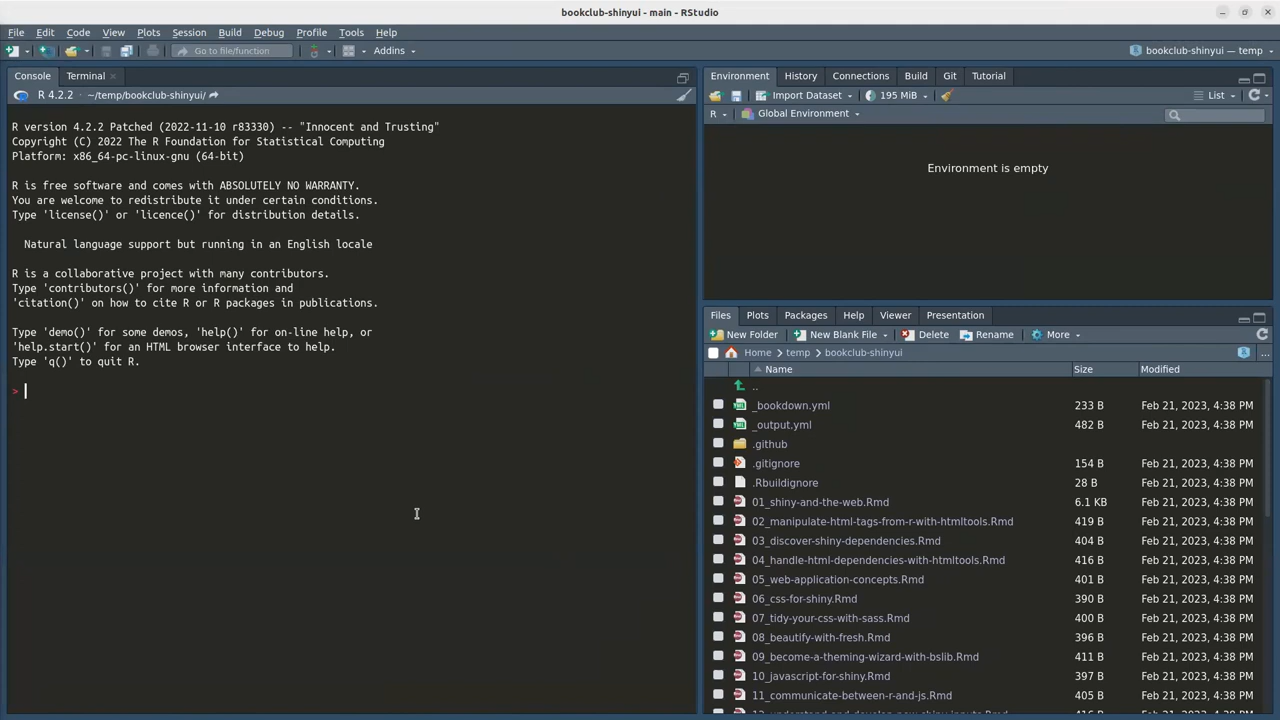 bookclub-shinyui - main - RStudio
File Edit Code View Plots Session Build Debug Profile Tools Help
Go to file/function Addins bookclub-shinyui — temp
Console Terminal
R 4.2.2 · ~/temp/bookclub-shinyui/
R version 4.2.2 Patched (2022-11-10 r83330) -- "Innocent and Trusting"
Copyright (C) 2022 The R Foundation for Statistical Computing
Platform: x86_64-pc-linux-gnu (64-bit)
R is free software and comes with ABSOLUTELY NO WARRANTY.
You are welcome to redistribute it under certain conditions.
Type 'license()' or 'licence()' for distribution details.
Natural language support but running in an English locale
R is a collaborative project with many contributors.
Type 'contributors()' for more information and
'citation()' on how to cite R or R packages in publications.
Type 'demo()' for some demos, 'help()' for on-line help, or
'help.start()' for an HTML browser interface to help.
Type 'q()' to quit R.
>
Environment History Connections Build Git Tutorial
Import Dataset 195 MiB List
R Global Environment
Environment is empty
Files Plots Packages Help Viewer Presentation
New Folder New Blank File Delete Rename More
Home temp bookclub-shinyui ...
Name Size Modified
..
_bookdown.yml 233 B Feb 21, 2023, 4:38 PM
_output.yml 482 B Feb 21, 2023, 4:38 PM
.github
.gitignore 154 B Feb 21, 2023, 4:38 PM
.Rbuildignore 28 B Feb 21, 2023, 4:38 PM
01_shiny-and-the-web.Rmd 6.1 KB Feb 21, 2023, 4:38 PM
02_manipulate-html-tags-from-r-with-htmltools.Rmd 419 B Feb 21, 2023, 4:38 PM
03_discover-shiny-dependencies.Rmd 404 B Feb 21, 2023, 4:38 PM
04_handle-html-dependencies-with-htmltools.Rmd 416 B Feb 21, 2023, 4:38 PM
05_web-application-concepts.Rmd 401 B Feb 21, 2023, 4:38 PM
06_css-for-shiny.Rmd 390 B Feb 21, 2023, 4:38 PM
07_tidy-your-css-with-sass.Rmd 400 B Feb 21, 2023, 4:38 PM
08_beautify-with-fresh.Rmd 396 B Feb 21, 2023, 4:38 PM
09_become-a-theming-wizard-with-bslib.Rmd 411 B Feb 21, 2023, 4:38 PM
10_javascript-for-shiny.Rmd 397 B Feb 21, 2023, 4:38 PM
11_communicate-between-r-and-js.Rmd 405 B Feb 21, 2023, 4:38 PM